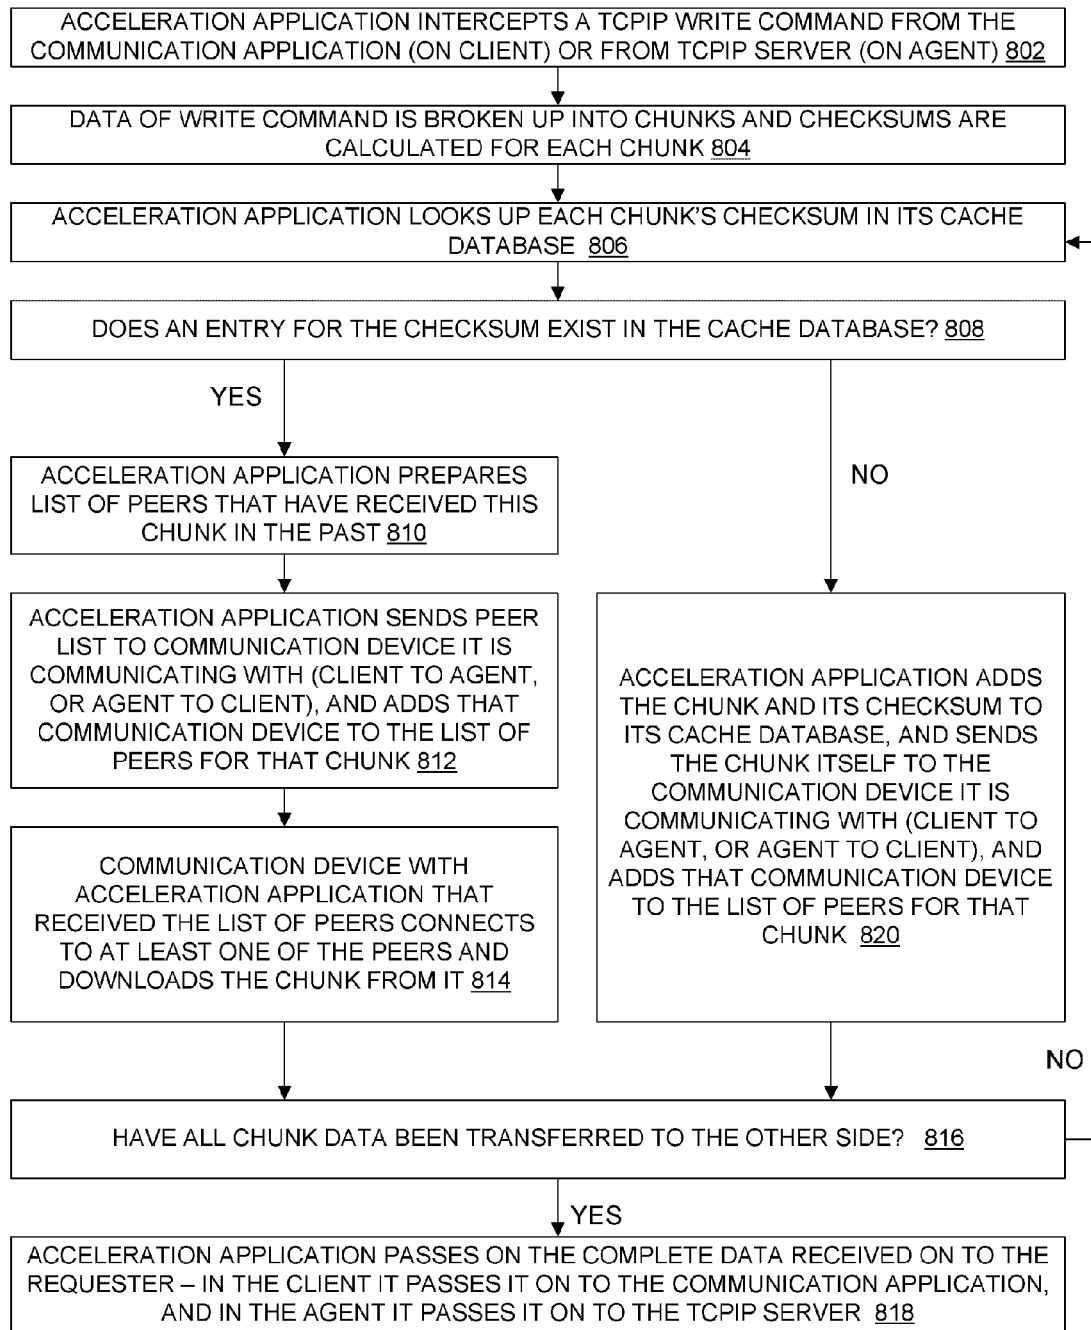 ACCELERATION APPLICATION INTERCEPTS A TCPIP WRITE COMMAND FROM THE
COMMUNICATION APPLICATION (ON CLIENT) OR FROM TCPIP SERVER (ON AGENT) 802
DATA OF WRITE COMMAND IS BROKEN UP INTO CHUNKS AND CHECKSUMS ARE
CALCULATED FOR EACH CHUNK 804
ACCELERATION APPLICATION LOOKS UP EACH CHUNK'S CHECKSUM IN ITS CACHE
DATABASE 806
DOES AN ENTRY FOR THE CHECKSUM EXIST IN THE CACHE DATABASE? 808
YES
ACCELERATION APPLICATION PREPARES
LIST OF PEERS THAT HAVE RECEIVED THIS
CHUNK IN THE PAST 810
ACCELERATION APPLICATION SENDS PEER
LIST TO COMMUNICATION DEVICE IT IS
COMMUNICATING WITH (CLIENT TO AGENT,
OR AGENT TO CLIENT), AND ADDS THAT
COMMUNICATION DEVICE TO THE LIST OF
PEERS FOR THAT CHUNK 812
COMMUNICATION DEVICE WITH
ACCELERATION APPLICATION THAT
RECEIVED THE LIST OF PEERS CONNECTS
TO AT LEAST ONE OF THE PEERS AND
DOWNLOADS THE CHUNK FROM IT 814
NO
ACCELERATION APPLICATION ADDS
THE CHUNK AND ITS CHECKSUM TO
ITS CACHE DATABASE, AND SENDS
THE CHUNK ITSELF TO THE
COMMUNICATION DEVICE IT IS
COMMUNICATING WITH (CLIENT TO
AGENT, OR AGENT TO CLIENT), AND
ADDS THAT COMMUNICATION DEVICE
TO THE LIST OF PEERS FOR THAT
CHUNK 820
NO
HAVE ALL CHUNK DATA BEEN TRANSFERRED TO THE OTHER SIDE? 816
YES
ACCELERATION APPLICATION PASSES ON THE COMPLETE DATA RECEIVED ON TO THE
REQUESTER – IN THE CLIENT IT PASSES IT ON TO THE COMMUNICATION APPLICATION,
AND IN THE AGENT IT PASSES IT ON TO THE TCPIP SERVER 818